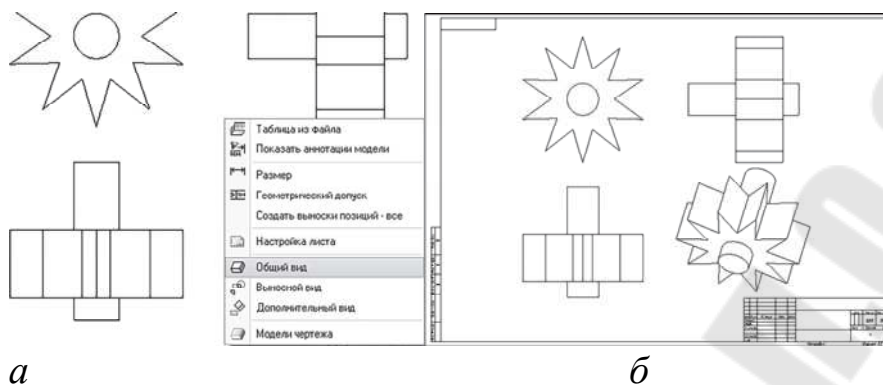 Таблица из файла
Показать аннотации модели
Размер
Геометрический допуск
Создать выноски позиций - все
Настройка листа
Общий вид
Выносной вид
Дополнительный вид
Модели чертежа
а
б